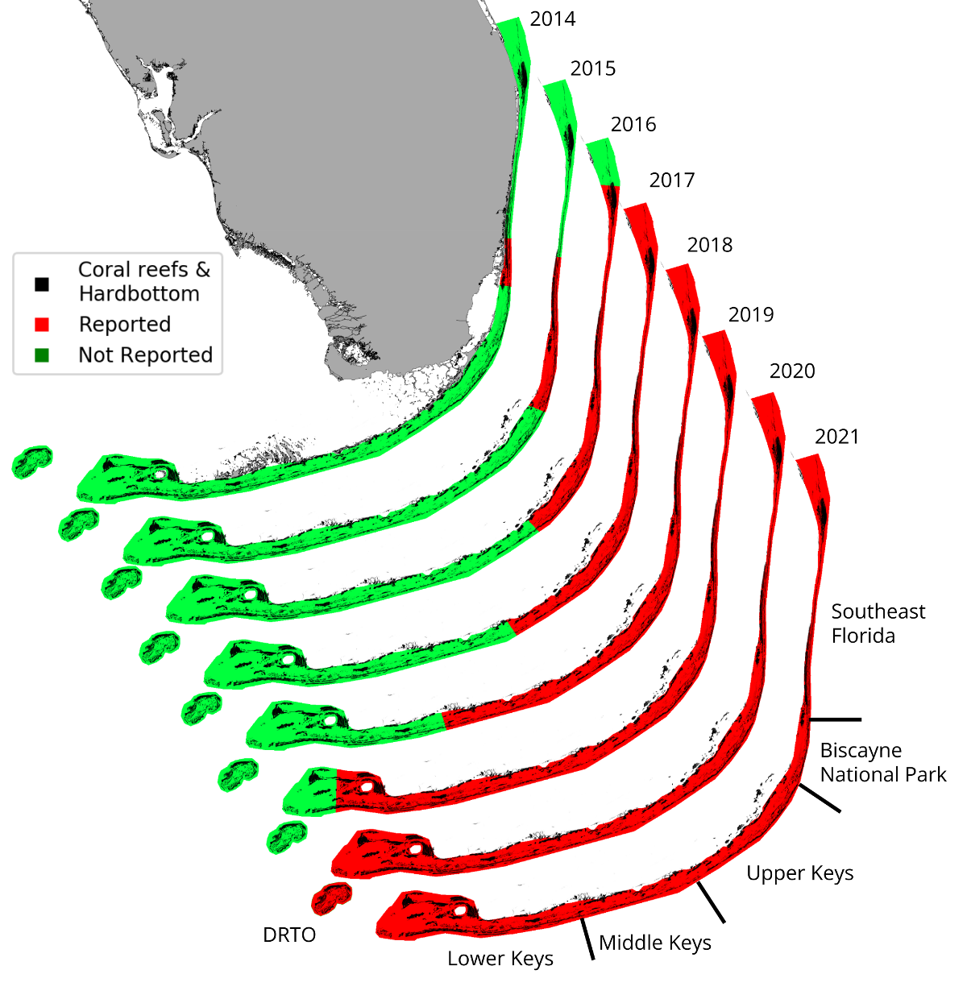 2014
2015
2016
2017
2018
2019
2020
2021
Coral reefs &
Hardbottom
Reported
Not Reported
Southeast
Florida
Biscayne
National Park
Upper Keys
Middle Keys
Lower Keys
DRTO